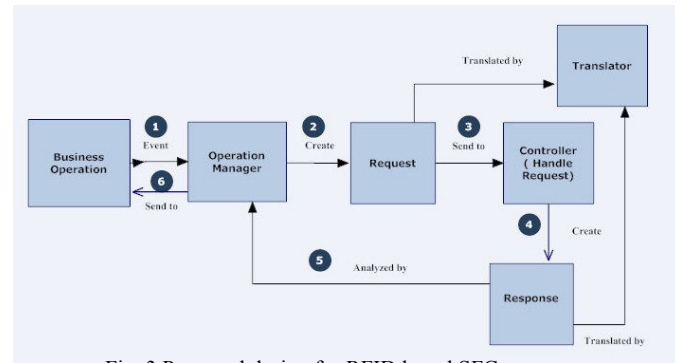 Translated by
Translator
1
2
3
Event
Create
Send to
Business
Operation
Operation
Manager
Request
Controller
( Handle
Request)
6
Send to
4
Create
5
Analyzed by
Response
Translated by